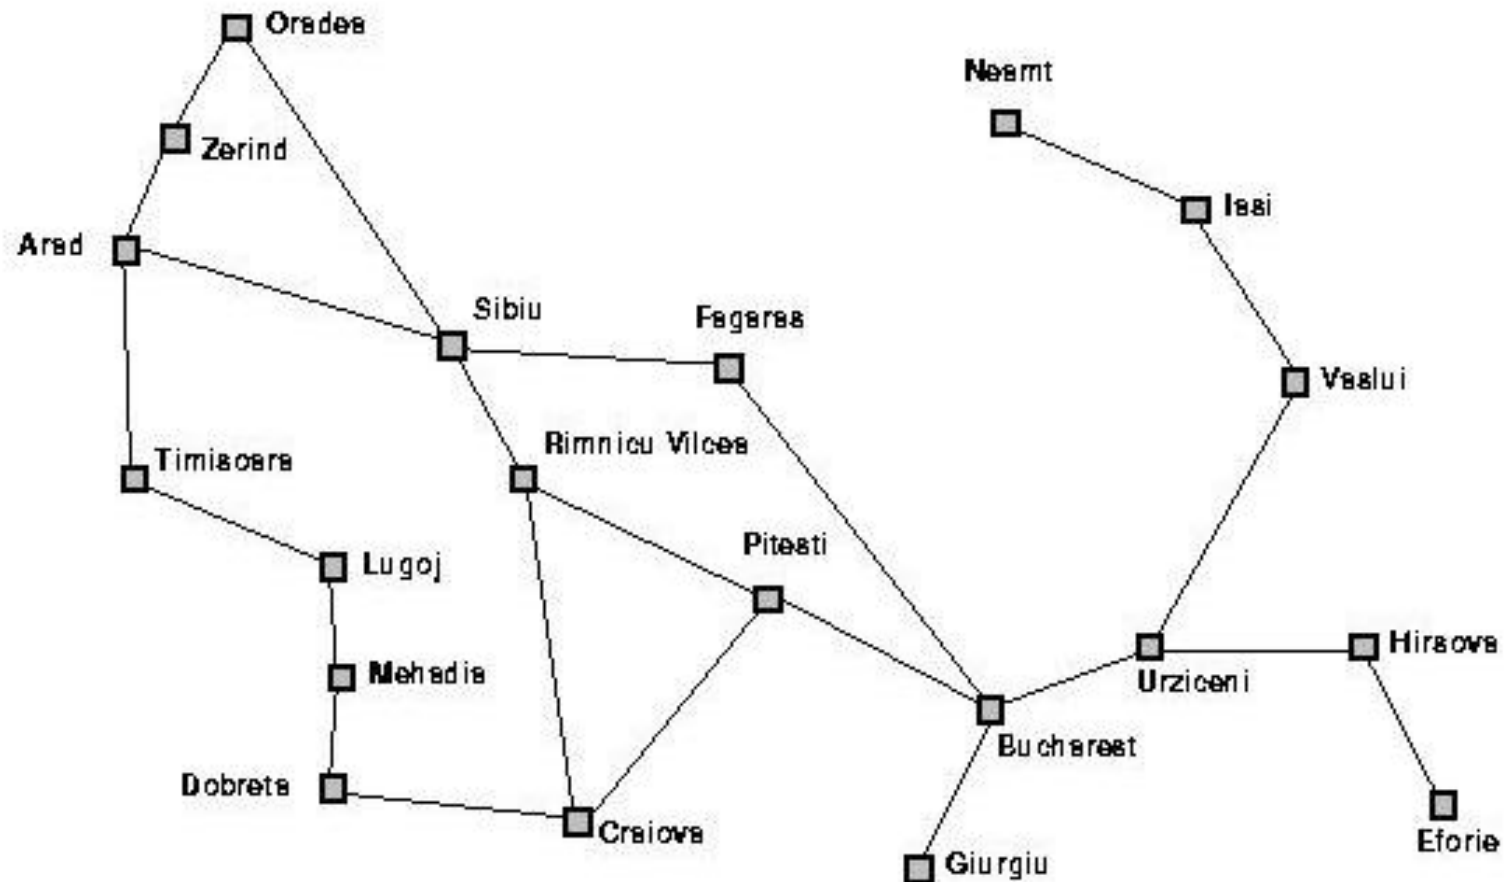 Oradea
Neamt
Zerind
Iasi
Arad
Sibiu
Fagaras
Vaslui
Rimnicu Vilcea
Timisoara
Pitesti
Lugoj
Hirsova
Mehadia
Urziceni
Bucharest
Dobreta
Craiova
Eforie
Giurgiu